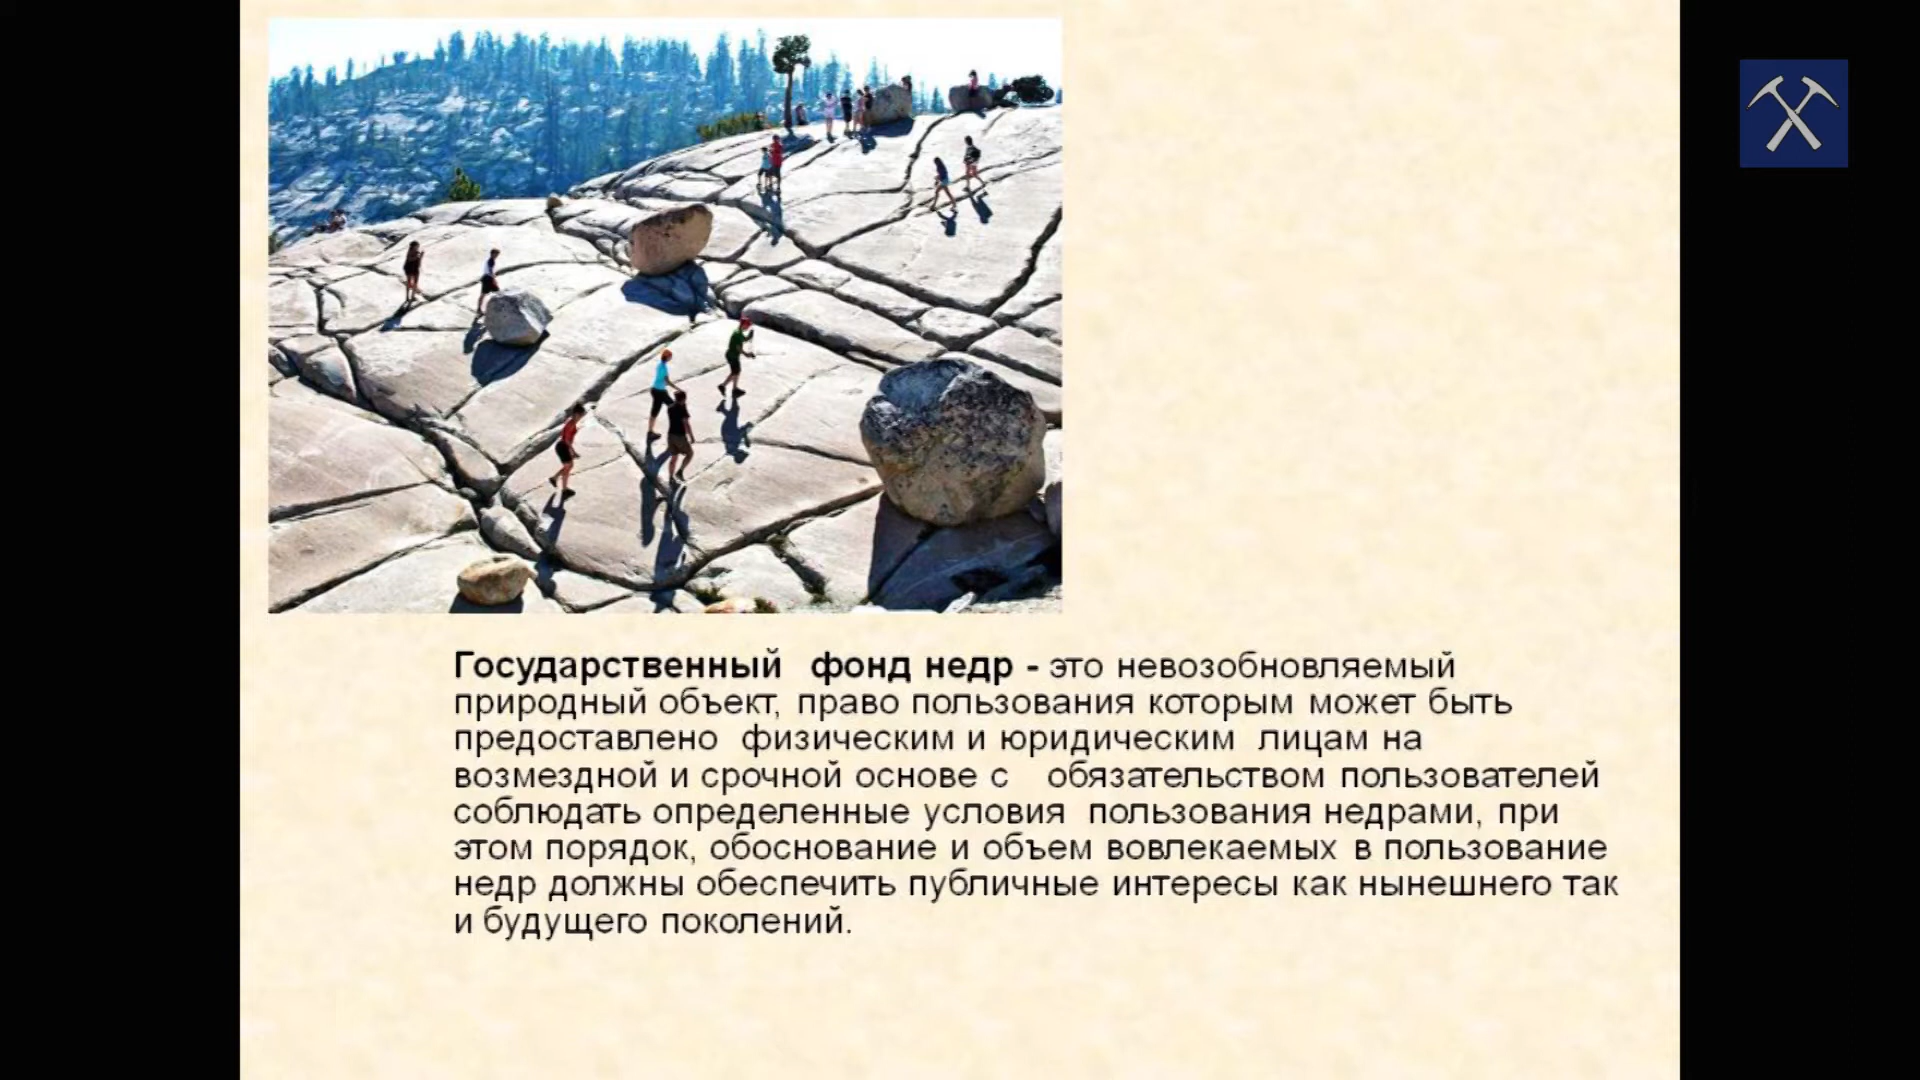 Государственный фонд недр - это невозобновляемый
природный объект, право пользования которым может быть
предоставлено физическим и юридическим лицам на
возмездной и срочной основе с обязательством пользователей
соблюдать определенные условия пользования недрами, при
этом порядок, обоснование и объем вовлекаемых в пользование
недр должны обеспечить публичные интересы как нынешнего так
и будущего поколений.